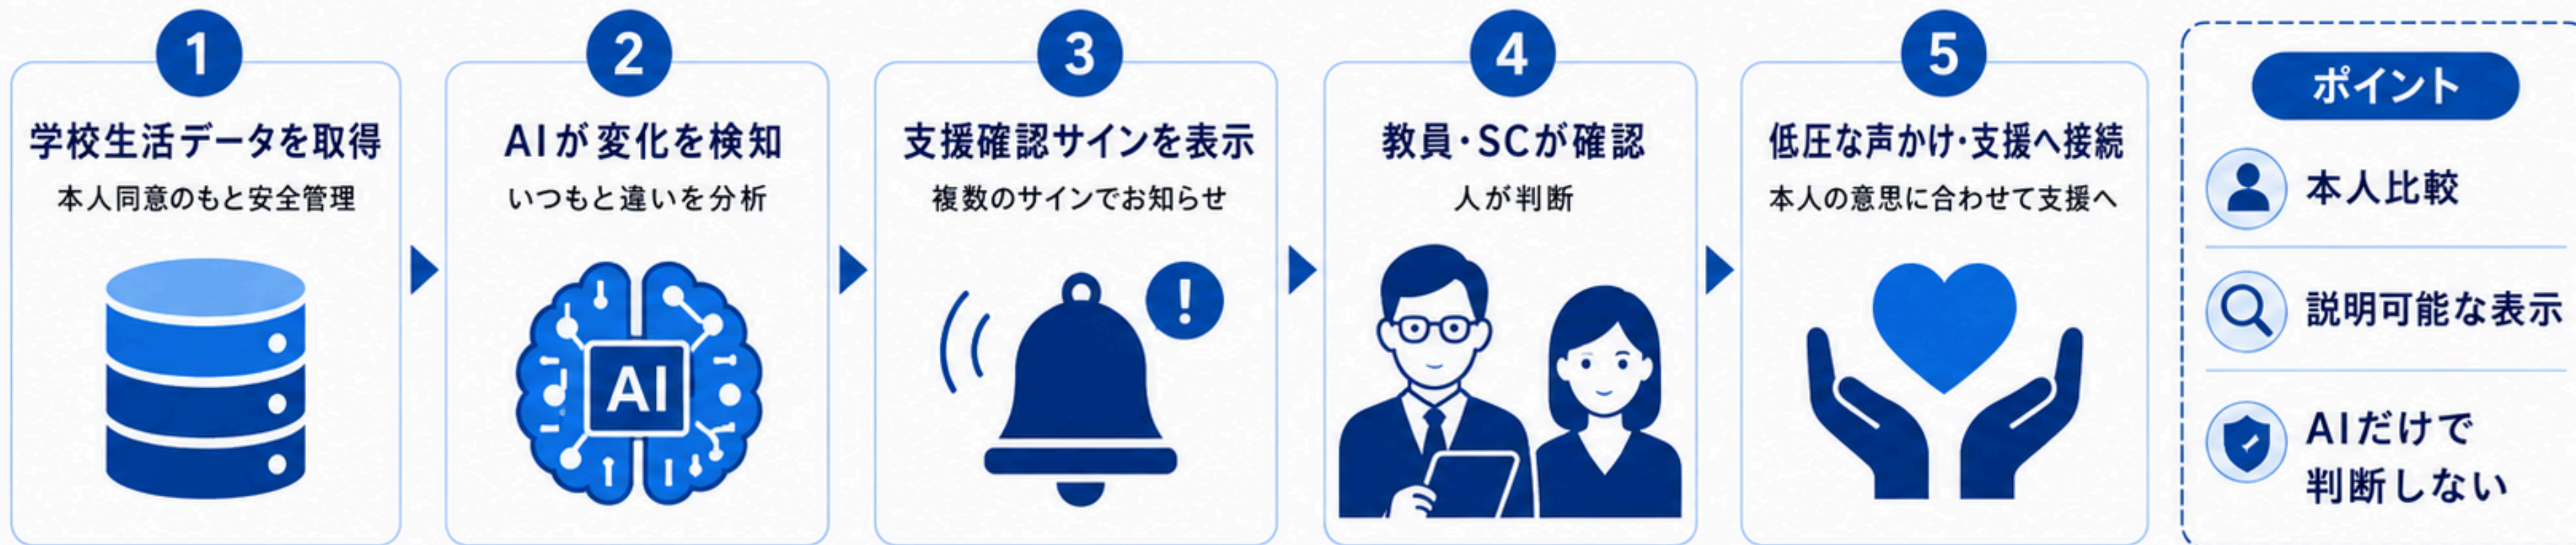 1
学校生活データを取得
本人同意のもと安全管理
2
AIが変化を検知
いつもと違いを分析
AI
3
支援確認サインを表示
複数のサインでお知らせ
!
4
教員・SCが確認
人が判断
5
低圧な声かけ・支援へ接続
本人の意思に合わせて支援へ
ポイント
本人比較
説明可能な表示
AIだけで
判断しない